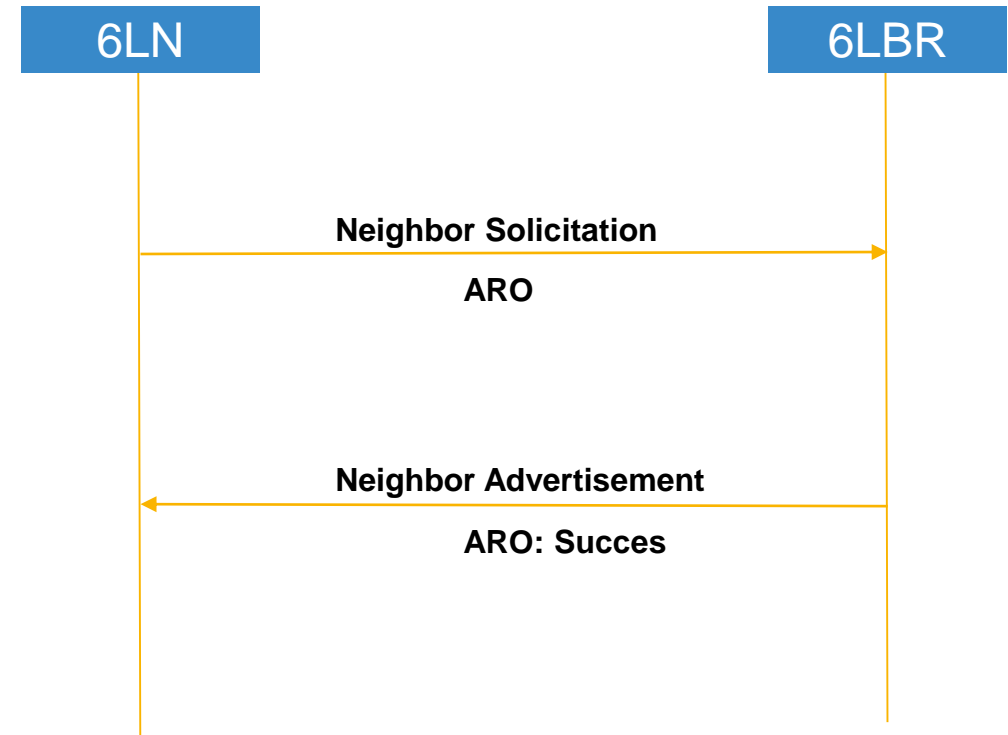 6LN
6LBR
Neighbor Solicitation
ARO
Neighbor Advertisement
ARO: Succes